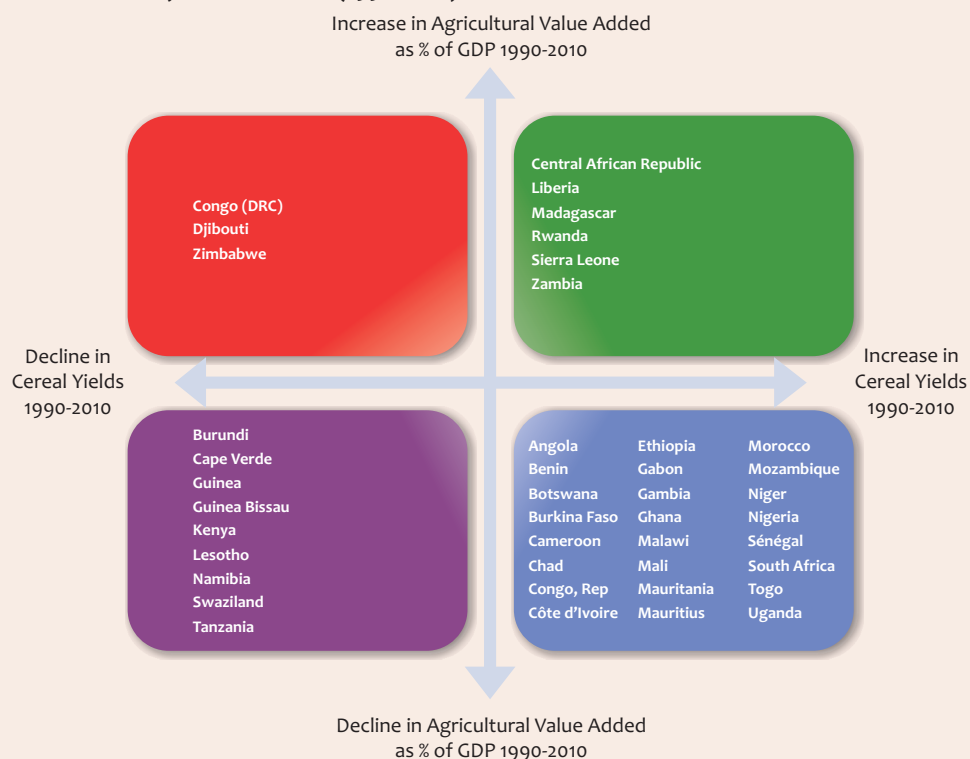 Increase in Agricultural Value Added
as % of GDP 1990-2010
Congo (DRC)
Djibouti
Zimbabwe
Central African Republic
Liberia
Madagascar
Rwanda
Sierra Leone
Zambia
Decline in
Cereal Yields
1990-2010
Increase in
Cereal Yields
1990-2010
Burundi
Cape Verde
Guinea
Guinea Bissau
Kenya
Lesotho
Namibia
Swaziland
Tanzania
Angola
Benin
Botswana
Burkina Faso
Cameroon
Chad
Congo, Rep
Côte d’Ivoire
Ethiopia
Gabon
Gambia
Ghana
Malawi
Mali
Mauritania
Mauritius
Morocco
Mozambique
Niger
Nigeria
Sénégal
South Africa
Togo
Uganda
Decline in Agricultural Value Added
as % of GDP 1990-2010